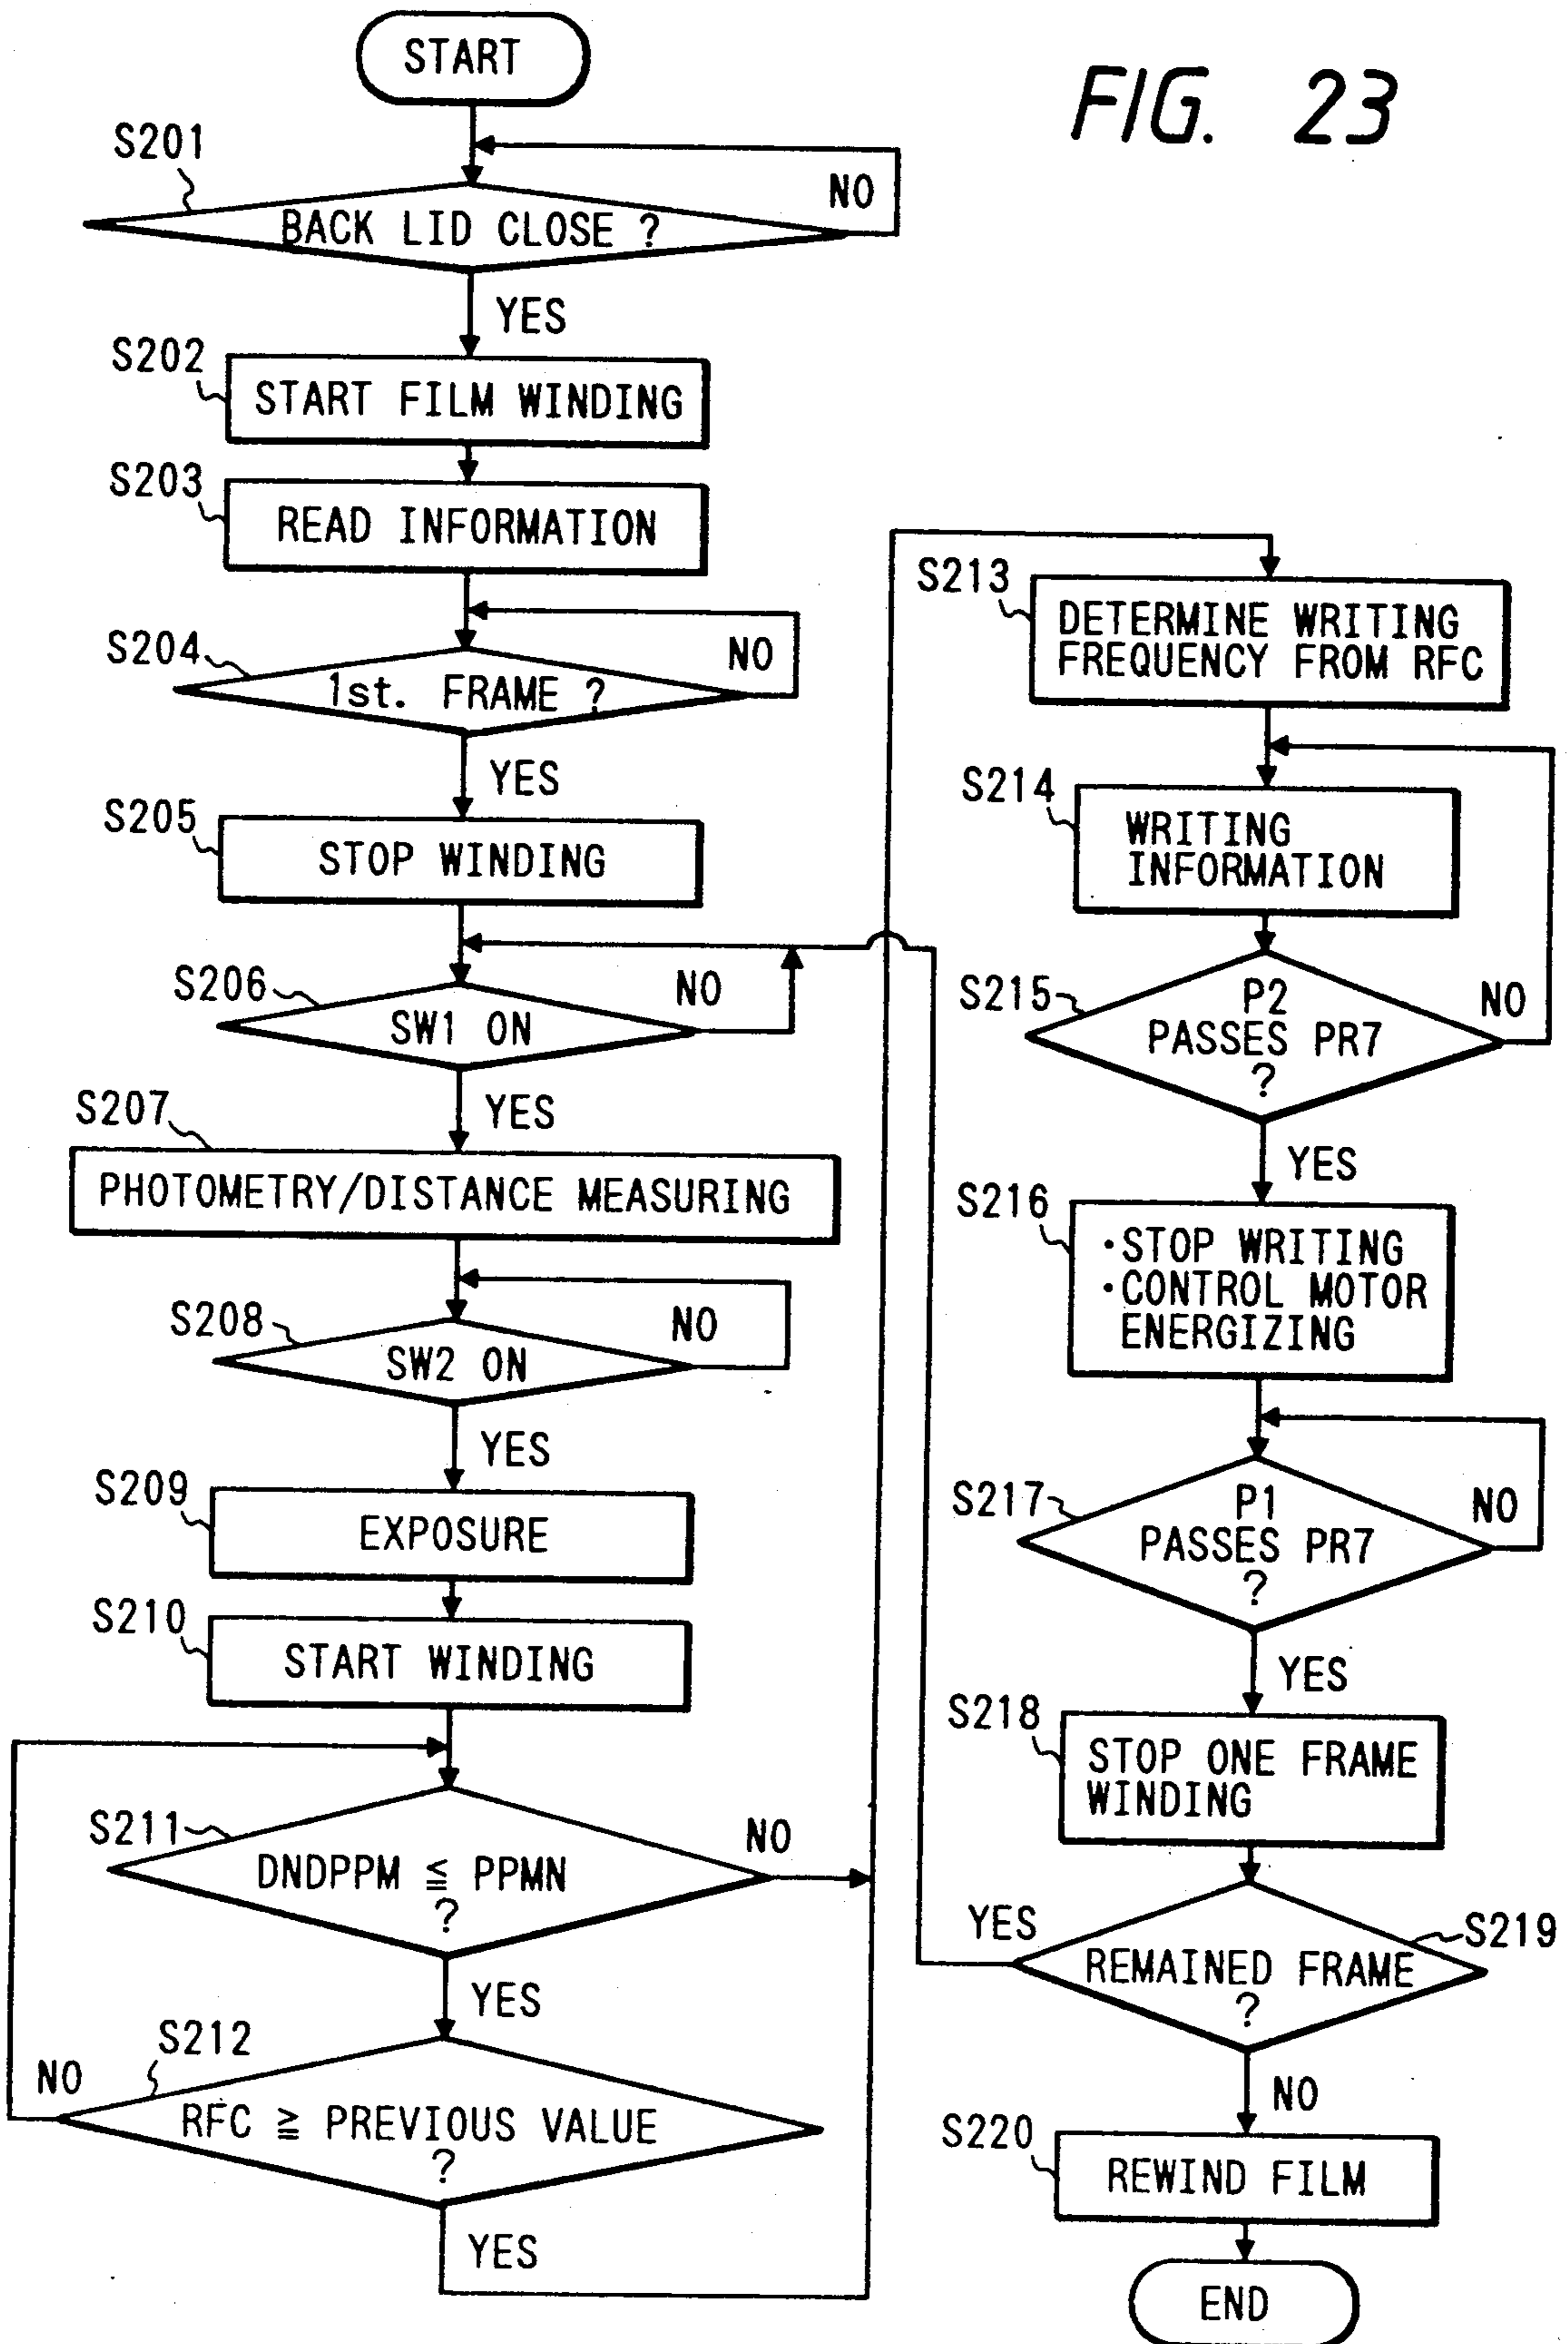 FIG. 23
START
S201
BACK LID CLOSE ?
NO
YES
S202
START FILM WINDING
S203
READ INFORMATION
S204
1st. FRAME ?
NO
YES
S205
STOP WINDING
S206
SW1 ON
NO
YES
S207
PHOTOMETRY/DISTANCE MEASURING
S208
SW2 ON
NO
YES
S209
EXPOSURE
S210
START WINDING
S211
DNDPPM ≦ PPMN
?
NO
YES
S212
RFC ≧ PREVIOUS VALUE
?
NO
YES
S213
DETERMINE WRITING
FREQUENCY FROM RFC
S214
WRITING
INFORMATION
S215
P2
PASSES PR7
?
NO
YES
S216
·STOP WRITING
·CONTROL MOTOR
ENERGIZING
S217
P1
PASSES PR7
?
NO
YES
S218
STOP ONE FRAME
WINDING
S219
REMAINED FRAME
?
YES
NO
S220
REWIND FILM
END